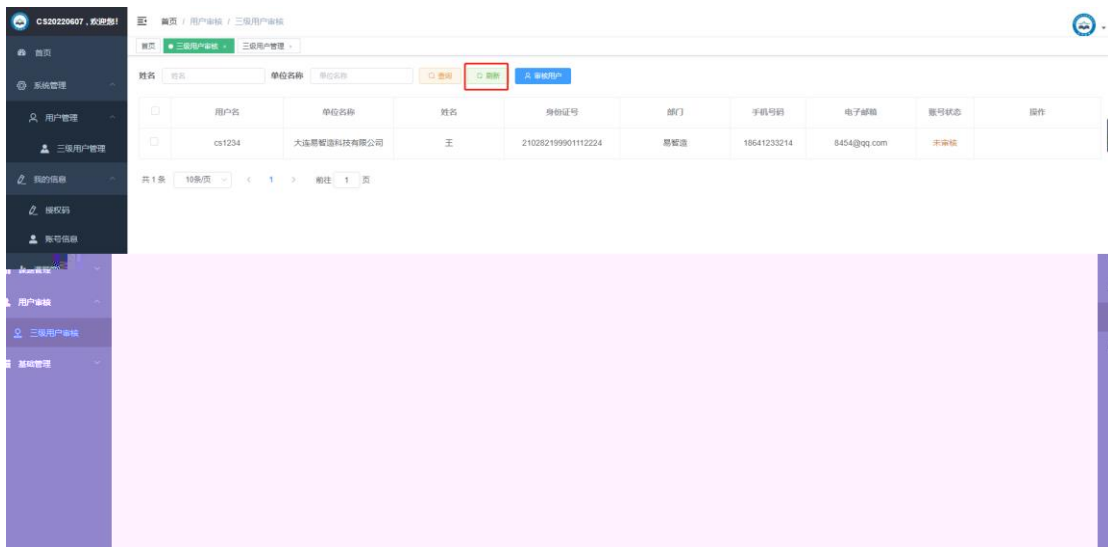 CS20220607，欢迎您!
首页 / 用户审核 / 三级用户审核
首页
三级用户审核 ×
三级用户管理 ×
首页
系统管理
用户管理
三级用户管理
我的信息
授权码
账号信息
姓名 姓名 单位名称 单位名称 查询 刷新 审核用户
用户名 单位名称 姓名 身份证号 部门 手机号码 电子邮箱 账号状态 操作
cs1234 大连易智造科技有限公司 王 210282199901112224 易智造 18641233214 8454@qq.com 未审核
共 1 条 10条/页 < 1 > 前往 1 页
用户审核
三级用户审核
基础管理